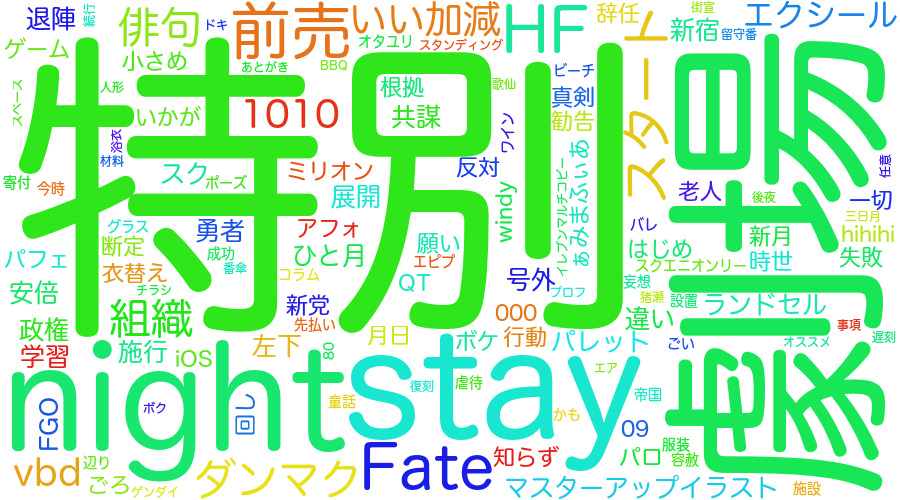 退陣
続行
ドキ
俳句
前売
いい加減
HF
辞任
街宣
エクシール
ゲーム
オタユリ
スタンディング
新宿
留守番
小さめ
あとがき
BBQ
ビーチ
スタート
劇場
スペース
人形
特別
根拠
歌仙
真剣
浴衣
いかが
1010
共謀
ワイン
勧告
材料
スク
ミリオン
反対
あみまふぃあ
任意
寄付
今時
ポーズ
展開
windy
イレブンマルチコピー
老人
後夜
一切
グラス
勇者
アフォ
バレ
三日月
断定
成功
ひと月
願い
はじめ
新月
hihihi
パフェ
番傘
エピプ
スクエニオンリー
時世
失敗
衣替え
コラム
QT
号外
妄想
安倍
チラシ
新党
プロフ
猪瀬
設置
ランドセル
組織
先払い
000
違い
政権
月日
ボケ
行動
パレット
事項
遅刻
学習
施行
iOS
左下
80
ごい
オススメ
night
stay
復刻
虐待
エア
帝国
FGO
ボク
回し
童話
かも
09
Fate
知らず
パロ
服装
容赦
vbd
辺り
ごろ
ゲンダイ
ダンマク
マスターアップイラスト
施設